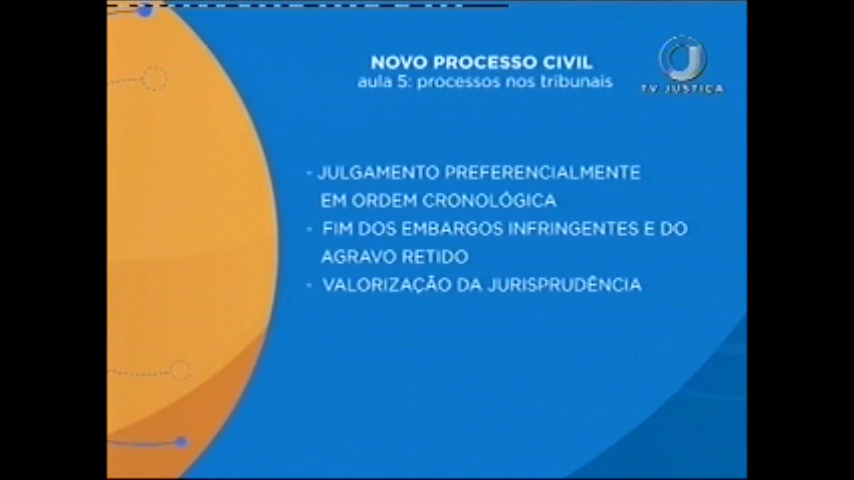 NOVO PROCESSO CIVIL
aula 5: processos nos tribunais
TV JUSTIÇA
- JULGAMENTO PREFERENCIALMENTE
EM ORDEM CRONOLÓGICA
- FIM DOS EMBARGOS INFRINGENTES E DO
AGRAVO RETIDO
- VALORIZAÇÃO DA JURISPRUDÊNCIA